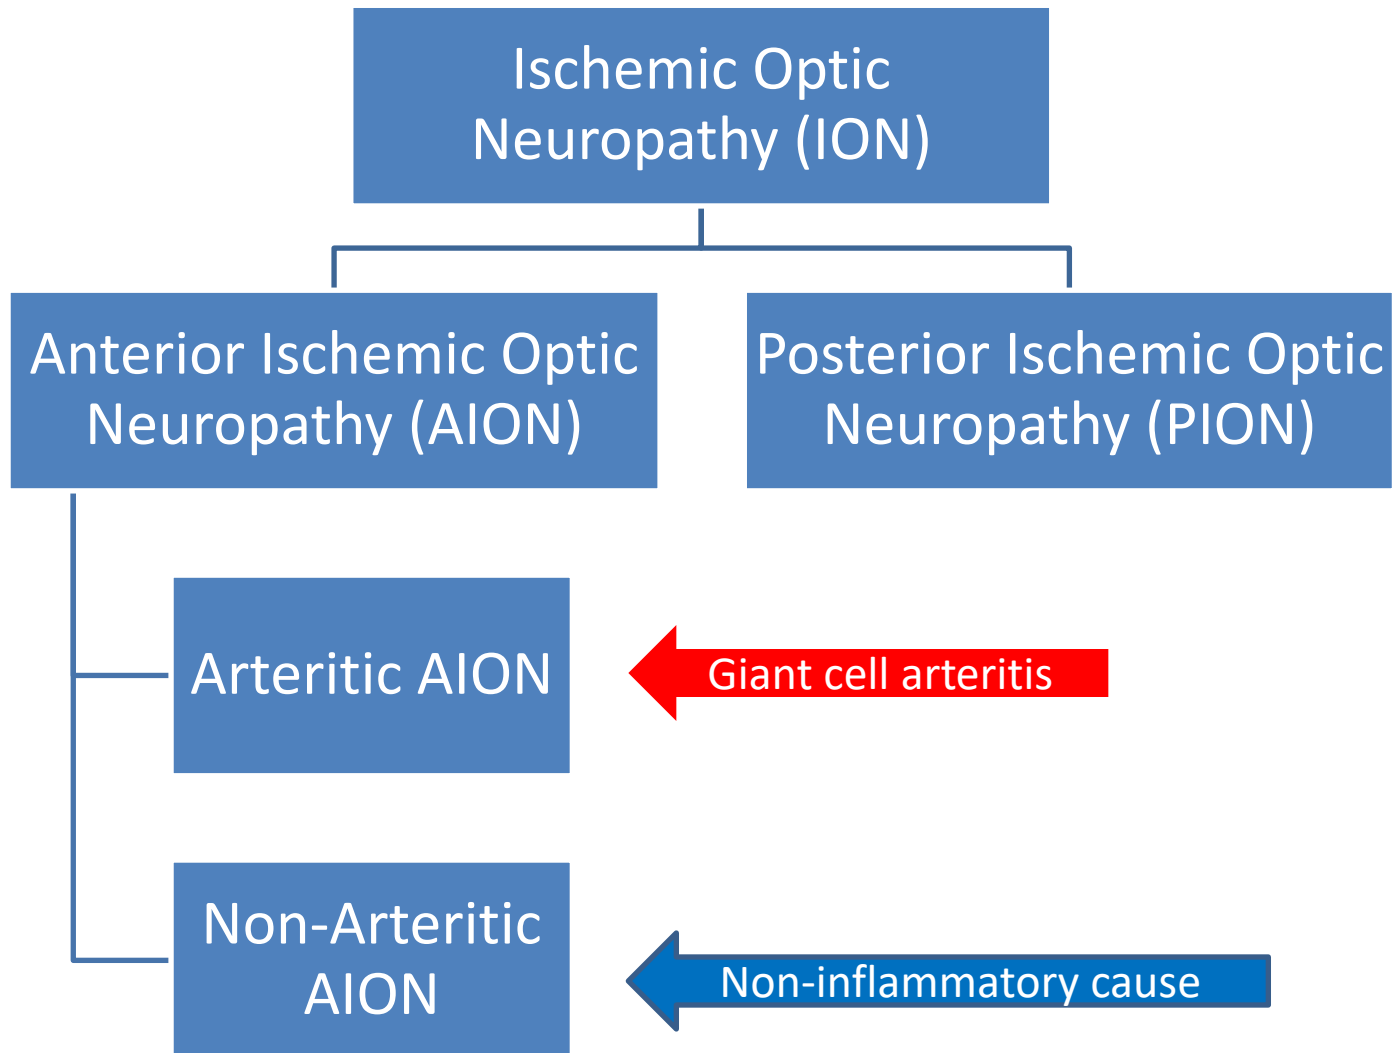 Ischemic Optic
Neuropathy (ION)
Anterior Ischemic Optic
Neuropathy (AION)
Posterior Ischemic Optic
Neuropathy (PION)
Arteritic AION
Giant cell arteritis
Non-Arteritic
AION
Non-inflammatory cause